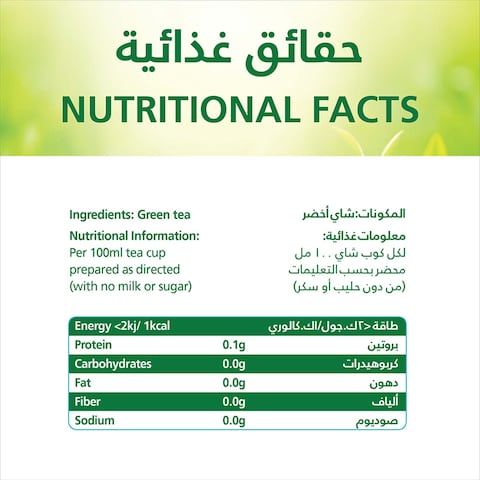 حقائق غذائية
NUTRITIONAL FACTS
Ingredients: Green tea
Nutritional Information:
Per 100ml tea cup
prepared as directed
(with no milk or sugar)
المكونات:شاي أخضر
معلومات غذائية:
لكل كوب شاي ١٠٠ مل
محضر بحسب التعليمات
(من دون حليب أو سكر)
Energy <2kj/ 1kcal طاقة <٢ك.جول/١ك.كالوري
Protein 0.1g بروتين
Carbohydrates 0.0g كربوهيدرات
Fat 0.0g دهون
Fiber 0.0g ألياف
Sodium 0.0g صوديوم